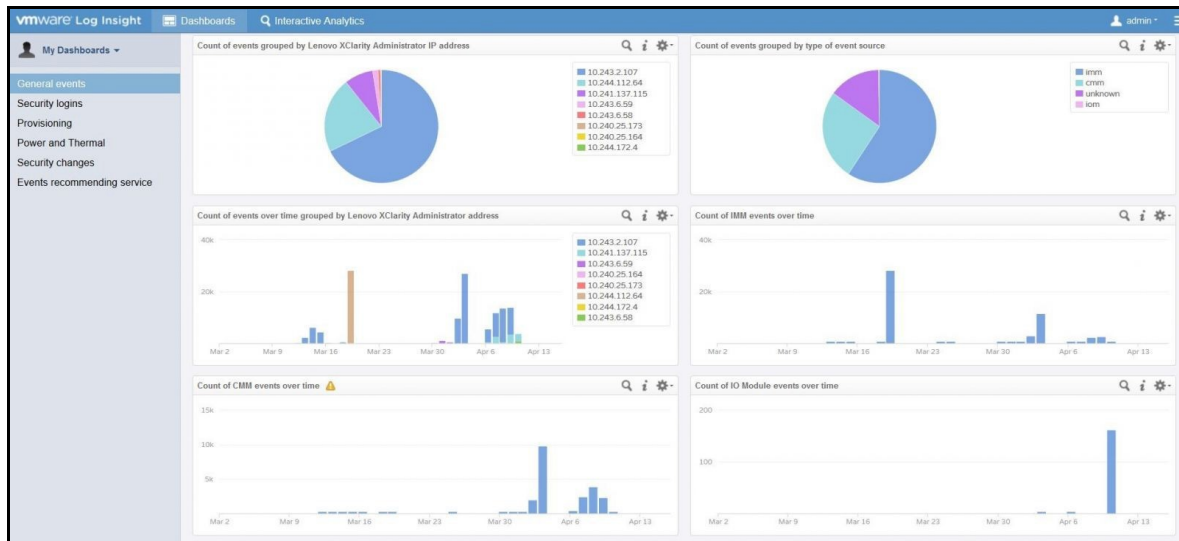 vmware Log Insight Dashboards Interactive Analytics admin
My Dashboards
General events
Security logins
Provisioning
Power and Thermal
Security changes
Events recommending service
Count of events grouped by Lenovo XClarity Administrator IP address
10.243.2.107
10.244.112.64
10.241.137.115
10.243.6.59
10.243.6.58
10.240.25.173
10.240.25.164
10.244.172.4
Count of events grouped by type of event source
imm
cmm
unknown
iom
Count of events over time grouped by Lenovo XClarity Administrator address
40k
20k
Mar 2 Mar 9 Mar 16 Mar 23 Mar 30 Apr 6 Apr 13
10.243.2.107
10.241.137.115
10.243.6.59
10.240.25.164
10.240.25.173
10.244.112.64
10.244.172.4
10.243.6.58
Count of IMM events over time
40k
20k
Mar 2 Mar 9 Mar 16 Mar 23 Mar 30 Apr 6 Apr 13
Count of CMM events over time
15k
10k
5k
Mar 2 Mar 9 Mar 16 Mar 23 Mar 30 Apr 6 Apr 13
Count of IO Module events over time
200
100
Mar 2 Mar 9 Mar 16 Mar 23 Mar 30 Apr 6 Apr 13